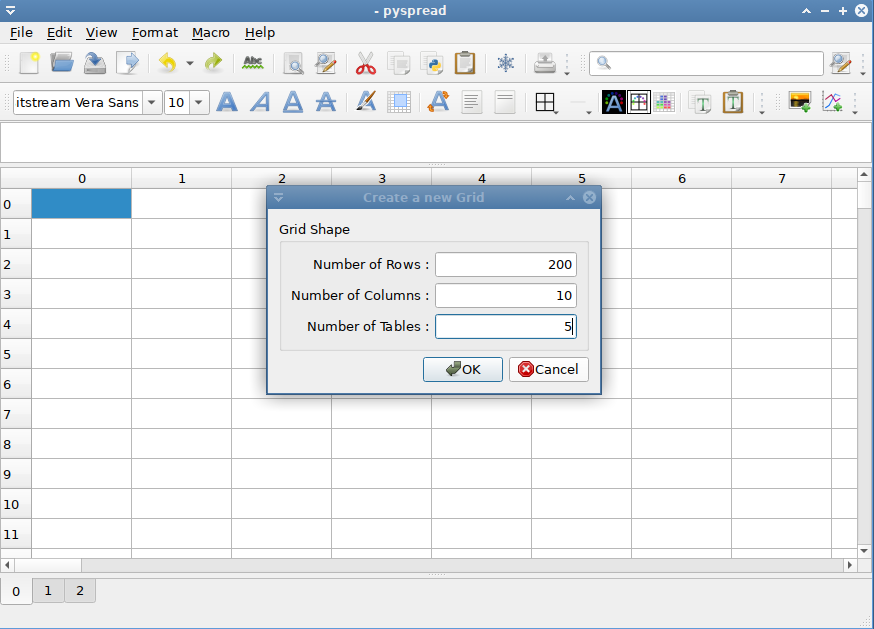 - pyspread
File Edit View Format Macro Help
Abc
itstream Vera Sans 10 A A A A A T T
0 1 2 3 4 5 6 7
Create a new Grid
Grid Shape
Number of Rows : 200
Number of Columns : 10
Number of Tables : 5
OK Cancel
0
1
2
3
4
5
6
7
8
9
10
11
0 1 2